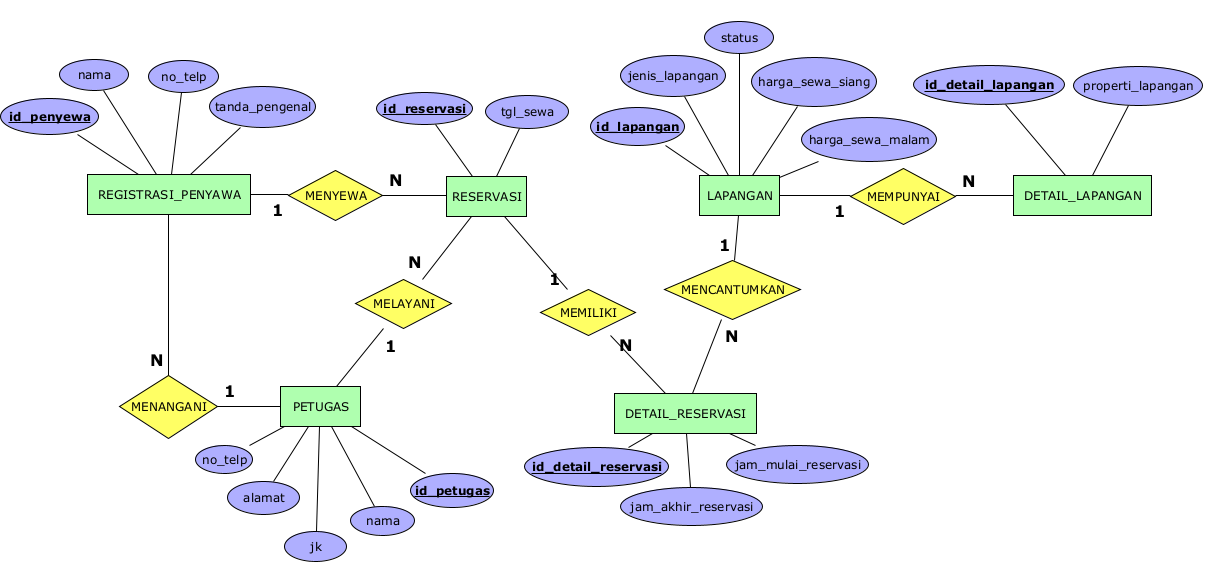 status
nama
no_telp
jenis_lapangan
harga_sewa_siang
id_detail_lapangan
properti_lapangan
id_penyewa
tanda_pengenal
id_reservasi
tgl_sewa
id_lapangan
harga_sewa_malam
REGISTRASI_PENYAWA
1
MENYEWA
N
RESERVASI
LAPANGAN
1
MEMPUNYAI
N
DETAIL_LAPANGAN
N
1
1
MELAYANI
MEMILIKI
MENCANTUMKAN
1
N
N
N
MENANGANI
1
PETUGAS
DETAIL_RESERVASI
no_telp
alamat
jk
nama
id_petugas
id_detail_reservasi
jam_akhir_reservasi
jam_mulai_reservasi